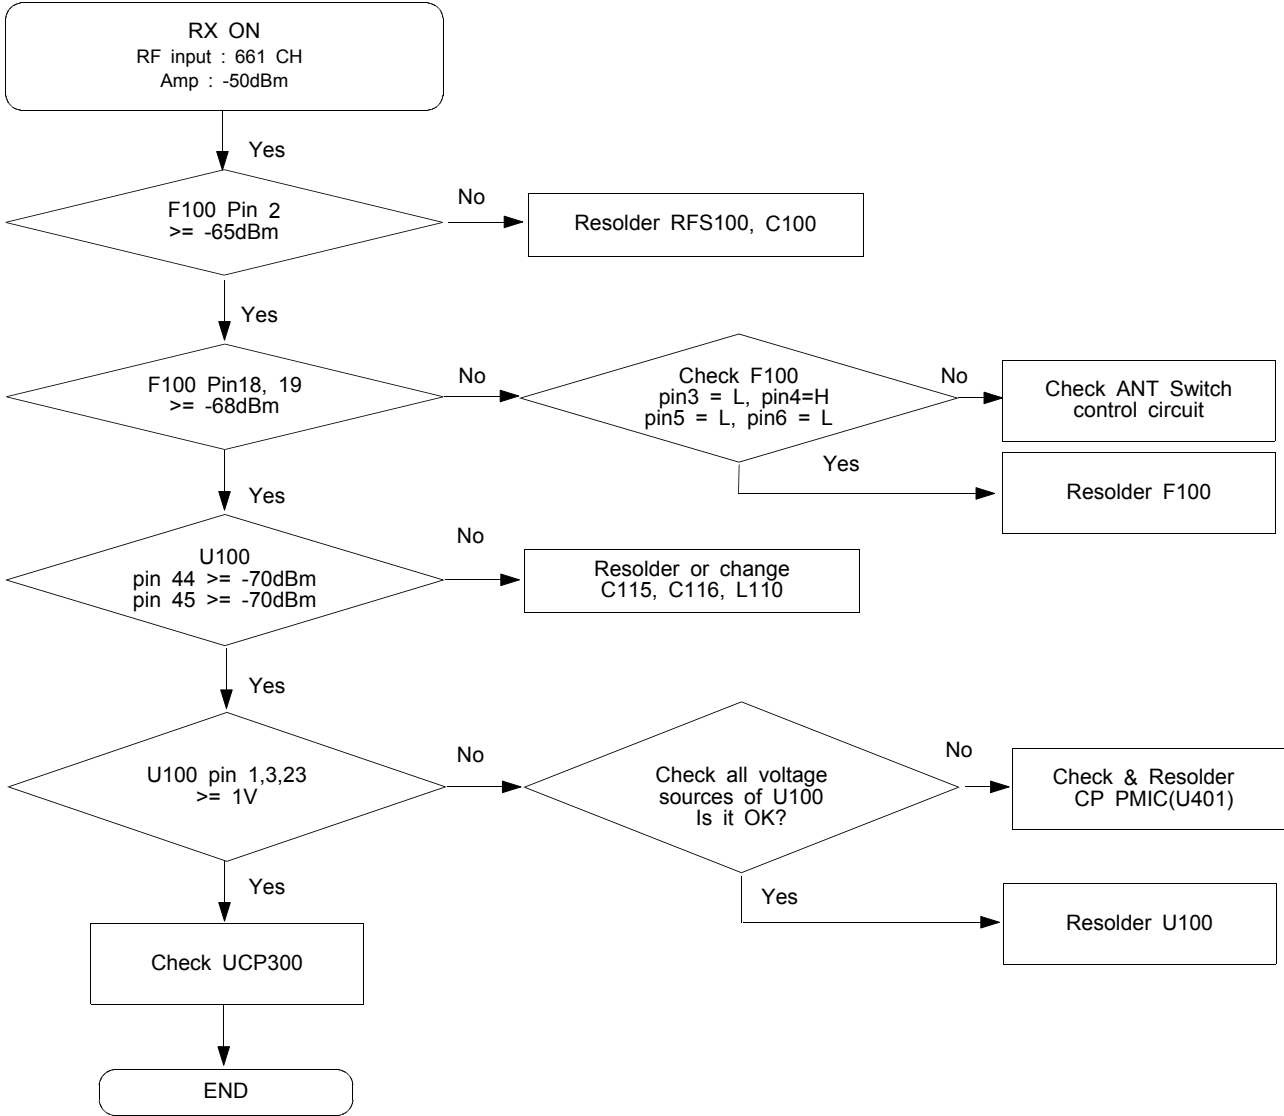 RX ON
RF input : 661 CH
Amp : -50dBm
Yes
F100 Pin 2
>= -65dBm
No
Resolder RFS100, C100
Yes
F100 Pin18, 19
>= -68dBm
No
Check F100
pin3 = L, pin4=H
pin5 = L, pin6 = L
No
Check ANT Switch
control circuit
Yes
Resolder F100
Yes
U100
pin 44 >= -70dBm
pin 45 >= -70dBm
No
Resolder or change
C115, C116, L110
Yes
U100 pin 1,3,23
>= 1V
No
Check all voltage
sources of U100
Is it OK?
No
Check & Resolder
CP PMIC(U401)
Yes
Resolder U100
Yes
Check UCP300
END